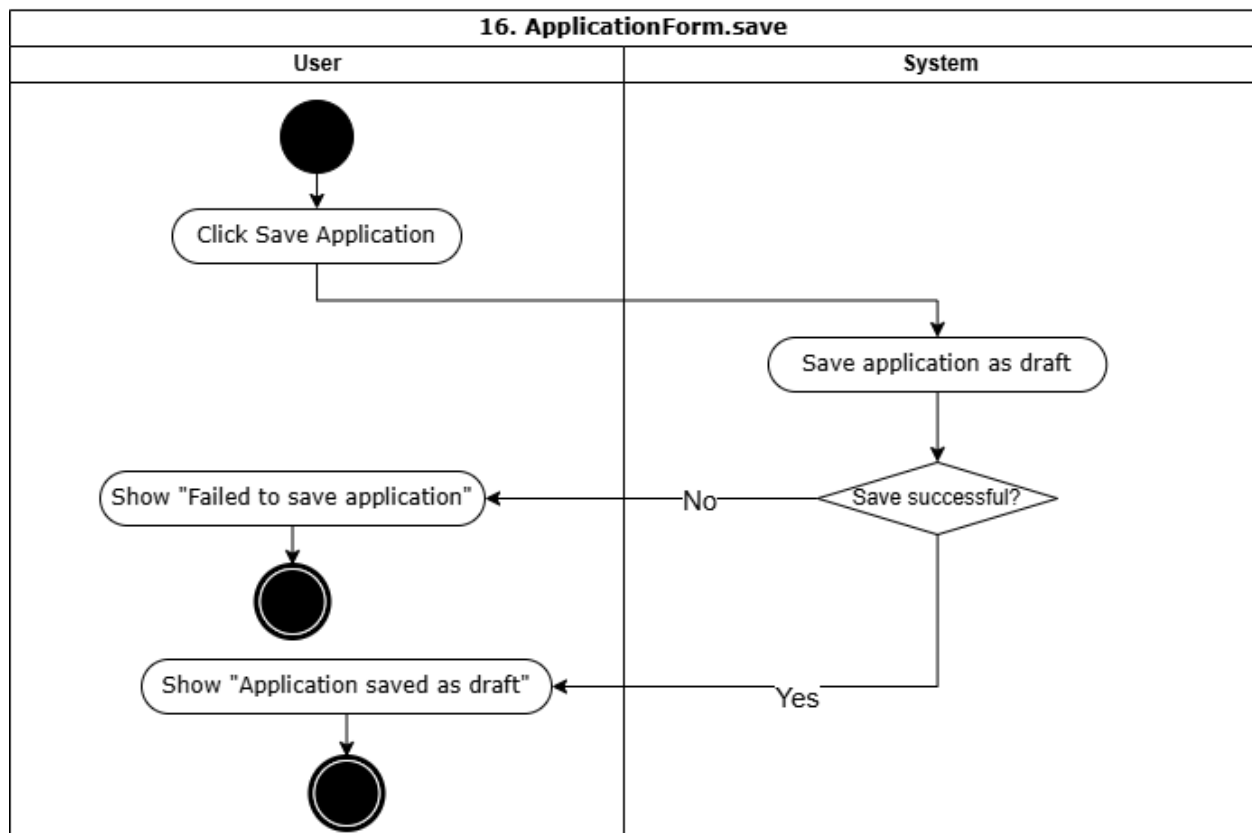 16. ApplicationForm.save
User
System
Click Save Application
Save application as draft
Show "Failed to save application"
No
Save successful?
Show "Application saved as draft"
Yes